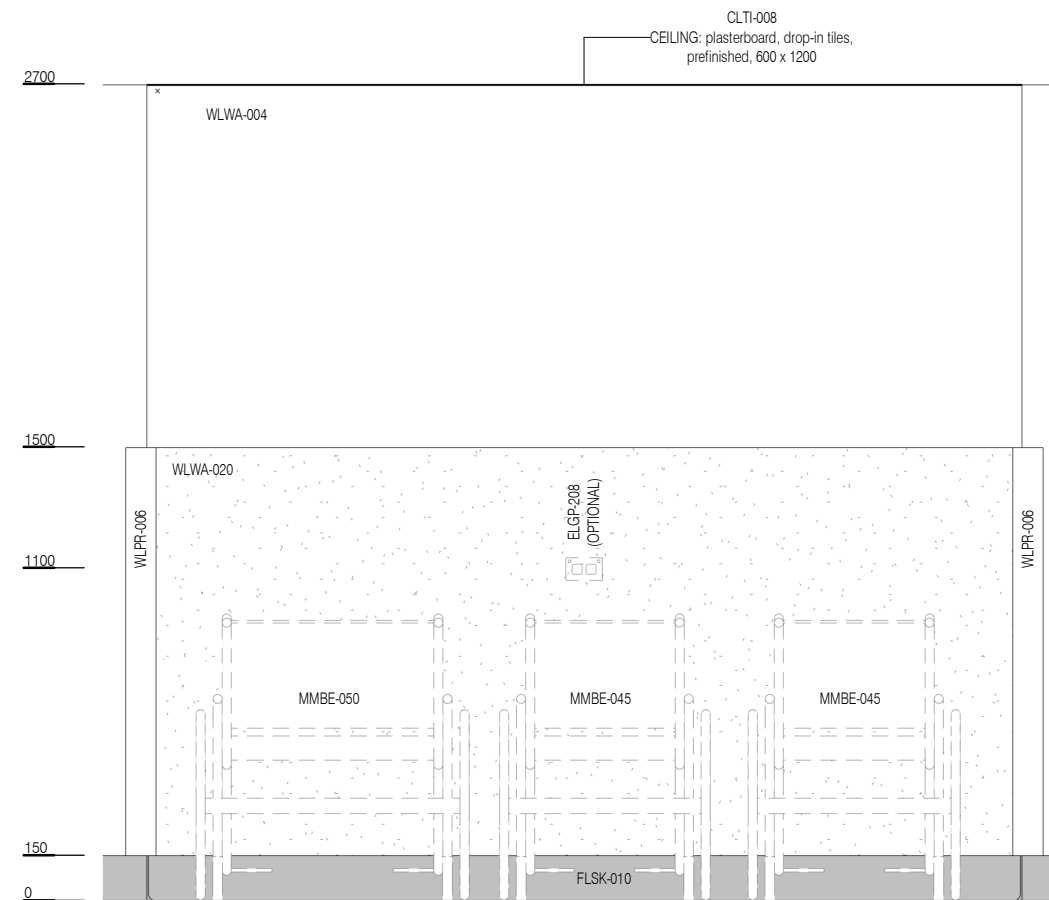 CLTI-008
CEILING: plasterboard, drop-in tiles,
prefinished, 600 x 1200
2700
WLWA-004
1500
WLWA-020
ELGP-208
(OPTIONAL)
WLPR-006
WLPR-006
1100
MMBE-050
MMBE-045
MMBE-045
150
FLSK-010
0